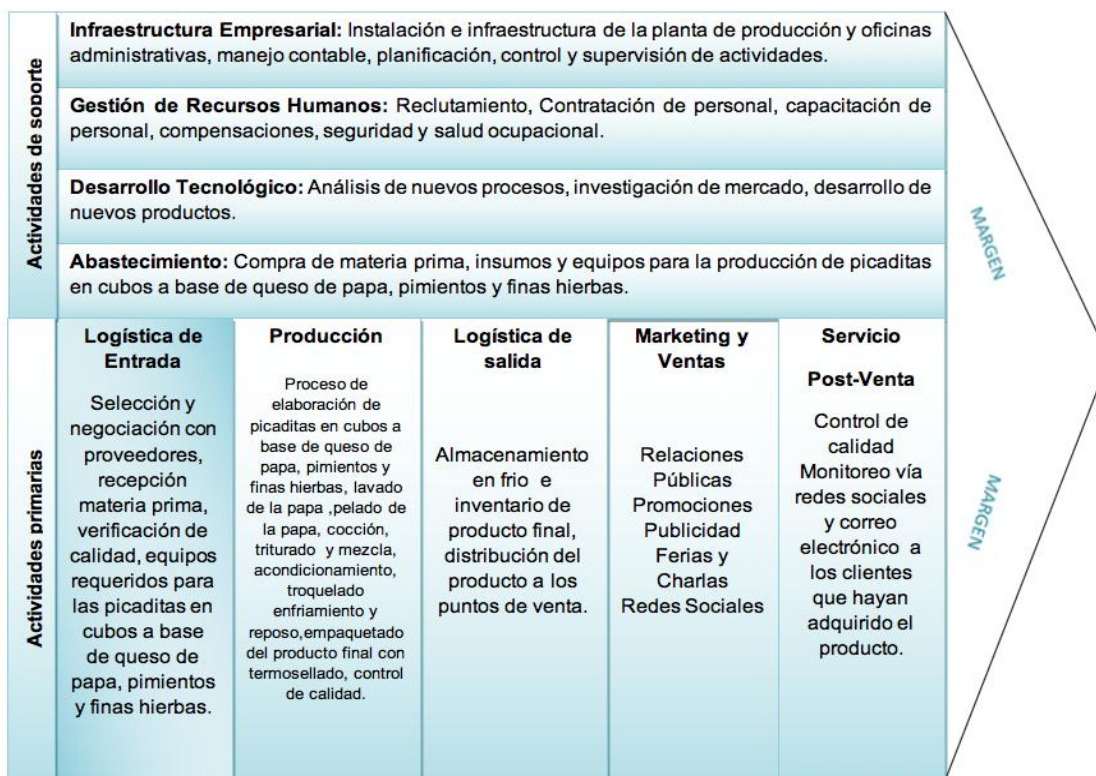 Actividades de soporte
Infraestructura Empresarial: Instalación e infraestructura de la planta de producción y oficinas
administrativas, manejo contable, planificación, control y supervisión de actividades.
Gestión de Recursos Humanos: Reclutamiento, Contratación de personal, capacitación de
personal, compensaciones, seguridad y salud ocupacional.
Desarrollo Tecnológico: Análisis de nuevos procesos, investigación de mercado, desarrollo de
nuevos productos.
Abastecimiento: Compra de materia prima, insumos y equipos para la producción de picaditas
en cubos a base de queso de papa, pimientos y finas hierbas.
MARGEN
Actividades primarias
Logística de
Entrada
Selección y
negociación con
proveedores,
recepción
materia prima,
verificación de
calidad, equipos
requeridos para
las picaditas en
cubos a base
de queso de
papa, pimientos
y finas hierbas.
Producción
Proceso de
elaboración de
picaditas en cubos a
base de queso de
papa, pimientos y
finas hierbas, lavado
de la papa ,pelado de
la papa, cocción,
triturado y mezcla,
acondicionamiento,
troquelado
enfriamiento y
reposo,empaquetado
del producto final con
termosellado, control
de calidad.
Logística de
salida
Almacenamiento
en frio e
inventario de
producto final,
distribución del
producto a los
puntos de venta.
Marketing y
Ventas
Relaciones
Públicas
Promociones
Publicidad
Ferias y
Charlas
Redes Sociales
Servicio
Post-Venta
Control de
calidad
Monitoreo vía
redes sociales
y correo
electrónico a
los clientes
que hayan
adquirido el
producto.
MARGEN